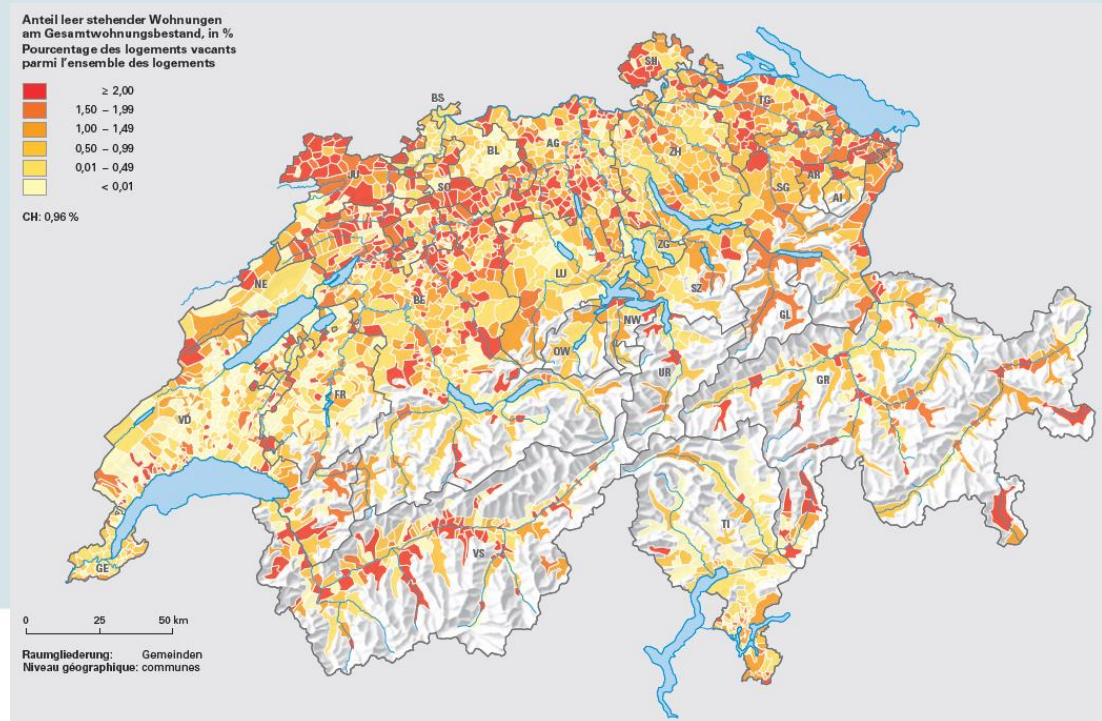 Anteil leer stehender Wohnungen
am Gesamtwohnungsbestand, in %
Pourcentage des logements vacants
parmi l'ensemble des logements
≥ 2,00
1,50 – 1,99
1,00 – 1,49
0,50 – 0,99
0,01 – 0,49
< 0,01
CH: 0,96 %
SH
BS
TG
BL
AG
ZH
JU
SO
AR
SG
AI
ZG
NE
LU
SZ
BE
GL
NW
OW
UR
GR
FR
VD
TI
VS
GE
0 25 50 km
Raumgliederung: Gemeinden
Niveau géographique: communes